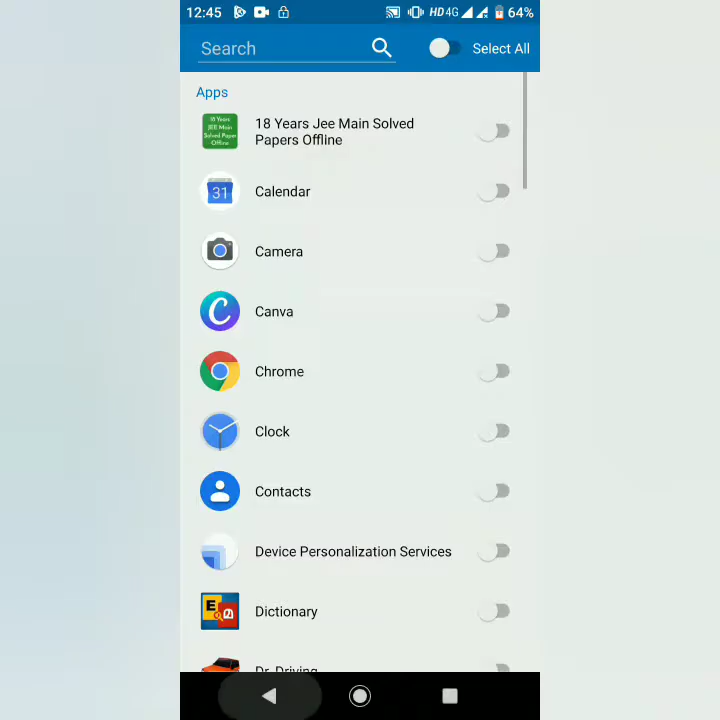 12:45
HD 4G
64%
Search
Select All
Apps
18 Years
JEE Main
Solved Paper
Offline
18 Years Jee Main Solved
Papers Offline
31
Calendar
Camera
C
Canva
Chrome
Clock
Contacts
Device Personalization Services
E
Dictionary
Dr. Driving